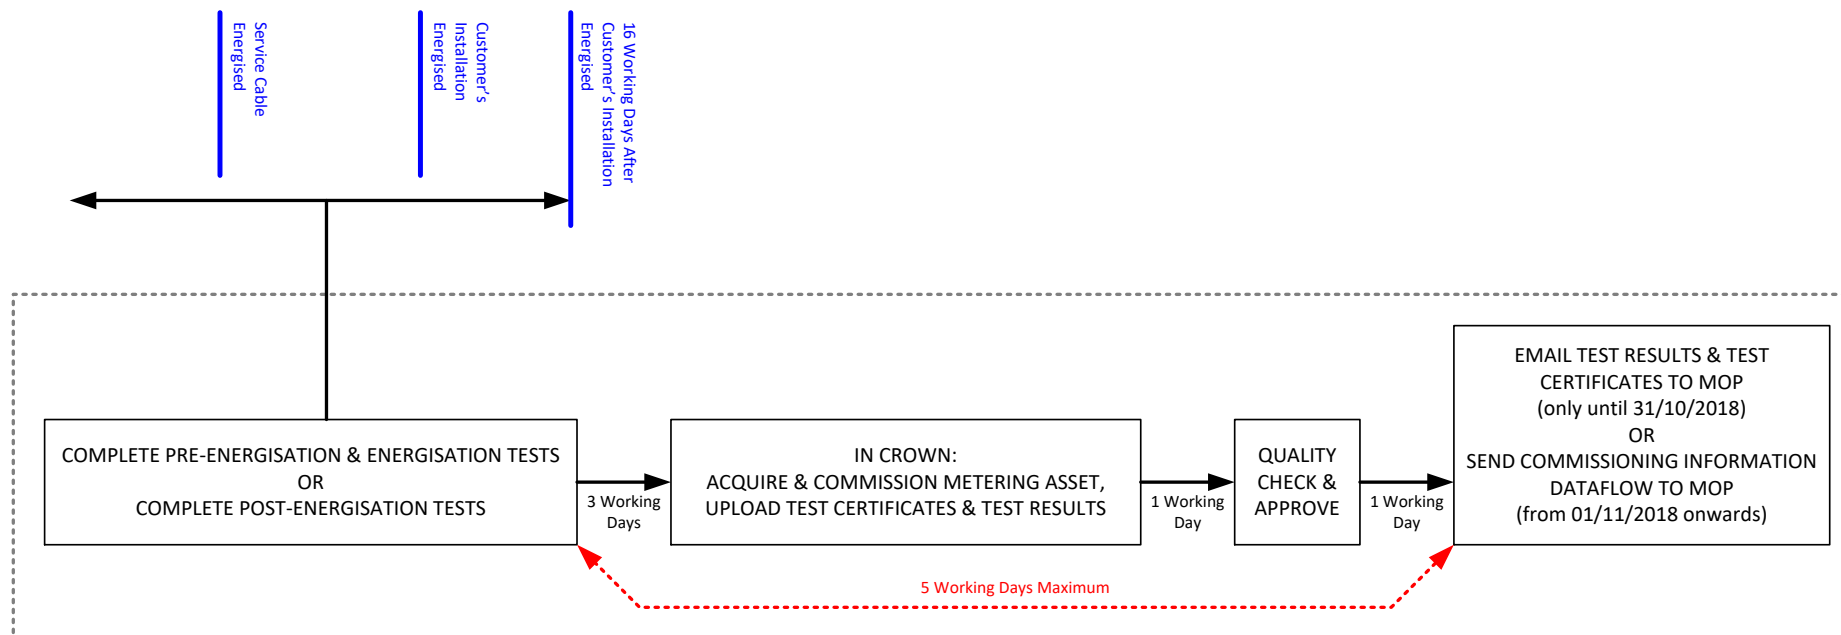 Service Cable
Energised
Customer's
Installation
Energised
16 Working Days After
Customer's Installation
Energised
COMPLETE PRE-ENERGISATION & ENERGISATION TESTS
OR
COMPLETE POST-ENERGISATION TESTS
3 Working
Days
IN CROWN:
ACQUIRE & COMMISSION METERING ASSET,
UPLOAD TEST CERTIFICATES & TEST RESULTS
1 Working
Day
QUALITY
CHECK &
APPROVE
1 Working
Day
EMAIL TEST RESULTS & TEST
CERTIFICATES TO MOP
(only until 31/10/2018)
OR
SEND COMMISSIONING INFORMATION
DATAFLOW TO MOP
(from 01/11/2018 onwards)
5 Working Days Maximum